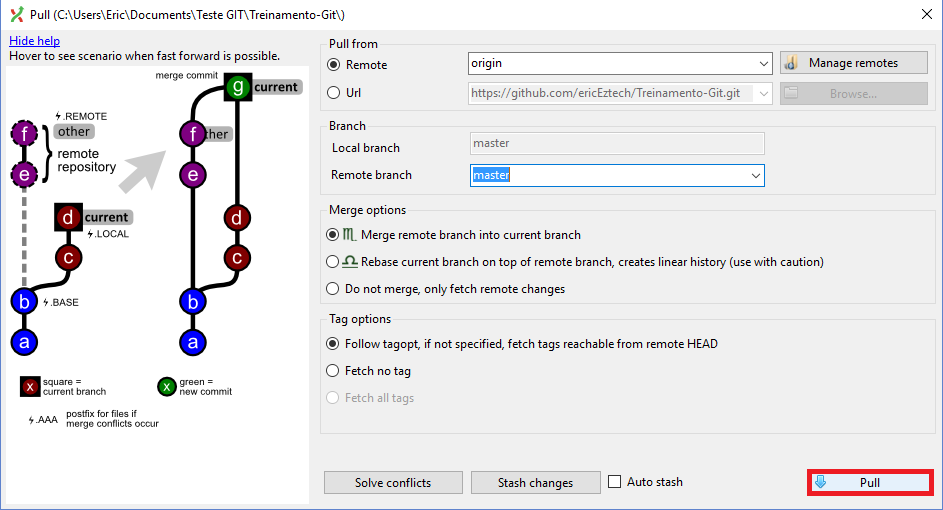 Pull (C:\Users\Eric\Documents\Teste GIT\Treinamento-Git\)
Hide help
Hover to see scenario when fast forward is possible.
merge commit
g current
.REMOTE
f other
f ther
remote
repository
e
e
d current
d
.LOCAL
c
c
b .BASE
b
a
a
x square =
current branch
x green =
new commit
.AAA postfix for files if
merge conflicts occur
Pull from
Remote origin Manage remotes
Url https://github.com/ericEztech/Treinamento-Git.git Browse...
Branch
Local branch master
Remote branch master
Merge options
Merge remote branch into current branch
Rebase current branch on top of remote branch, creates linear history (use with caution)
Do not merge, only fetch remote changes
Tag options
Follow tagopt, if not specified, fetch tags reachable from remote HEAD
Fetch no tag
Fetch all tags
Solve conflicts Stash changes Auto stash Pull